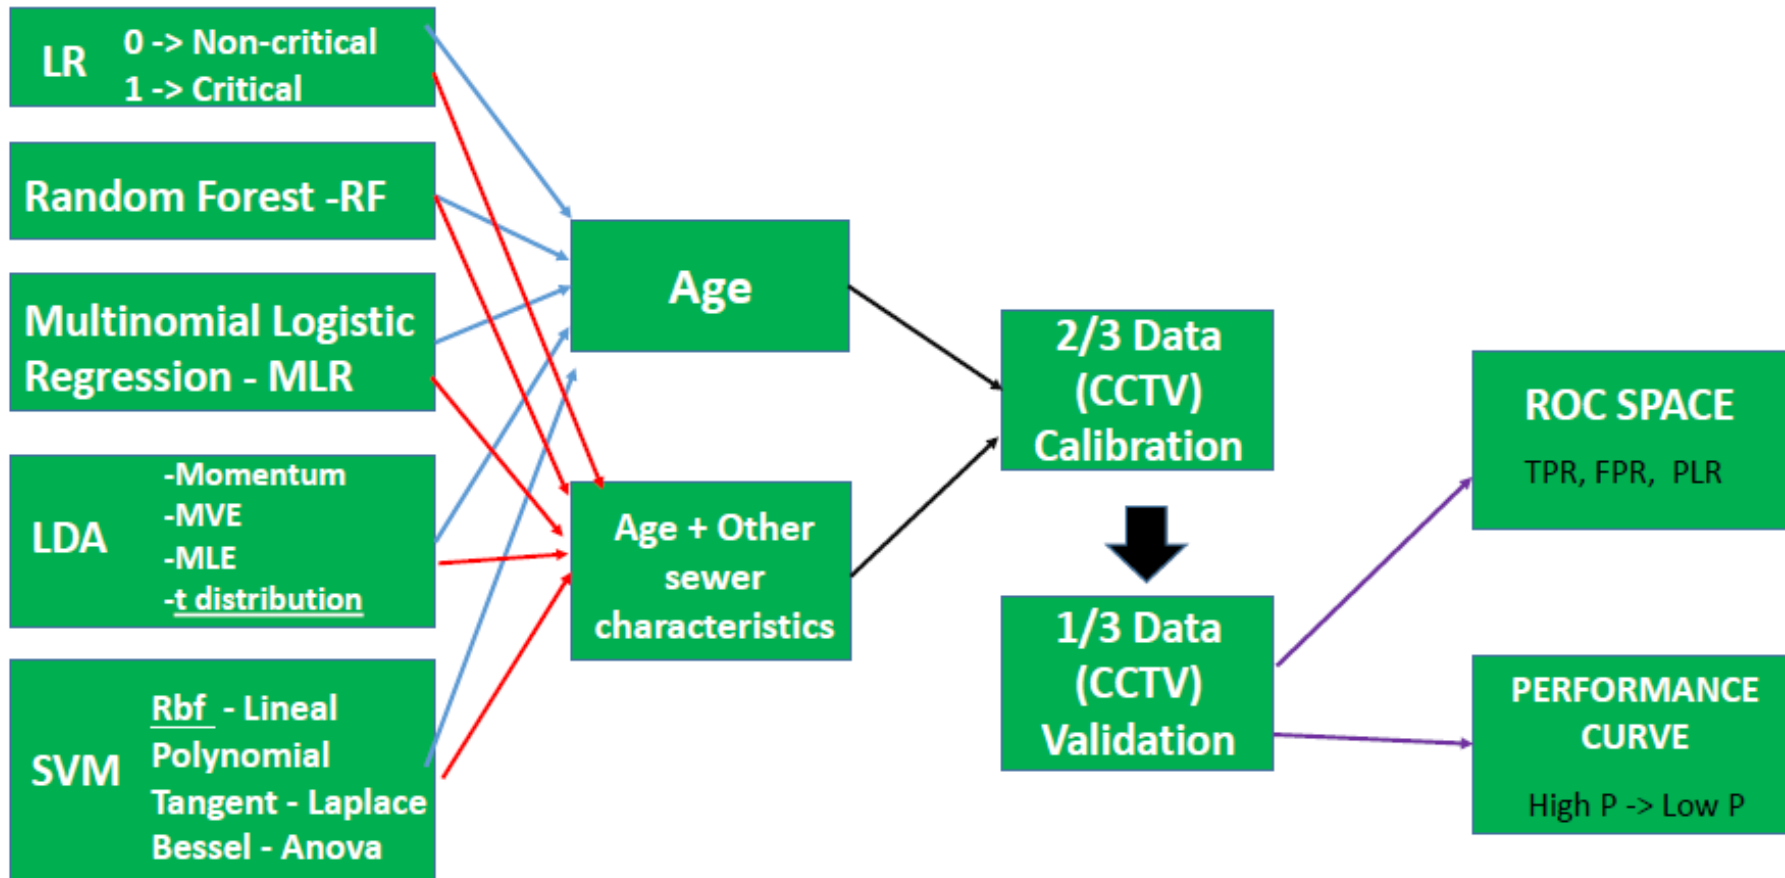 LR
0 -> Non-critical
1 -> Critical
Random Forest -RF
Multinomial Logistic
Regression - MLR
LDA
-Momentum
-MVE
-MLE
-t distribution
SVM
Rbf - Lineal
Polynomial
Tangent - Laplace
Bessel - Anova
Age
Age + Other
sewer
characteristics
2/3 Data
(CCTV)
Calibration
1/3 Data
(CCTV)
Validation
ROC SPACE
TPR, FPR, PLR
PERFORMANCE
CURVE
High P -> Low P